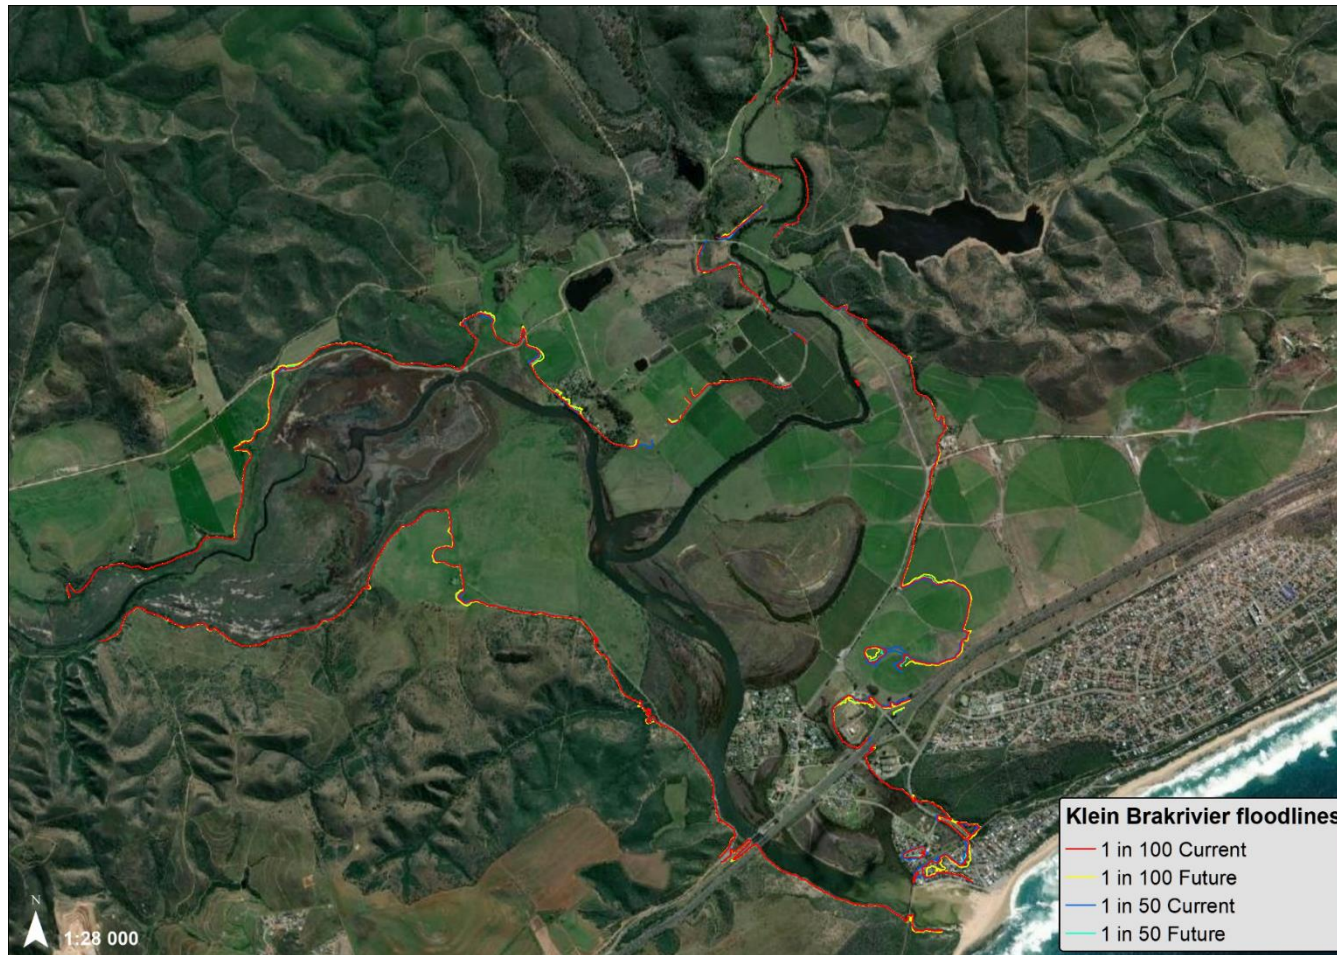 Klein Brakrivier floodlines
1 in 100 Current
1 in 100 Future
1 in 50 Current
1 in 50 Future
N
1:28 000